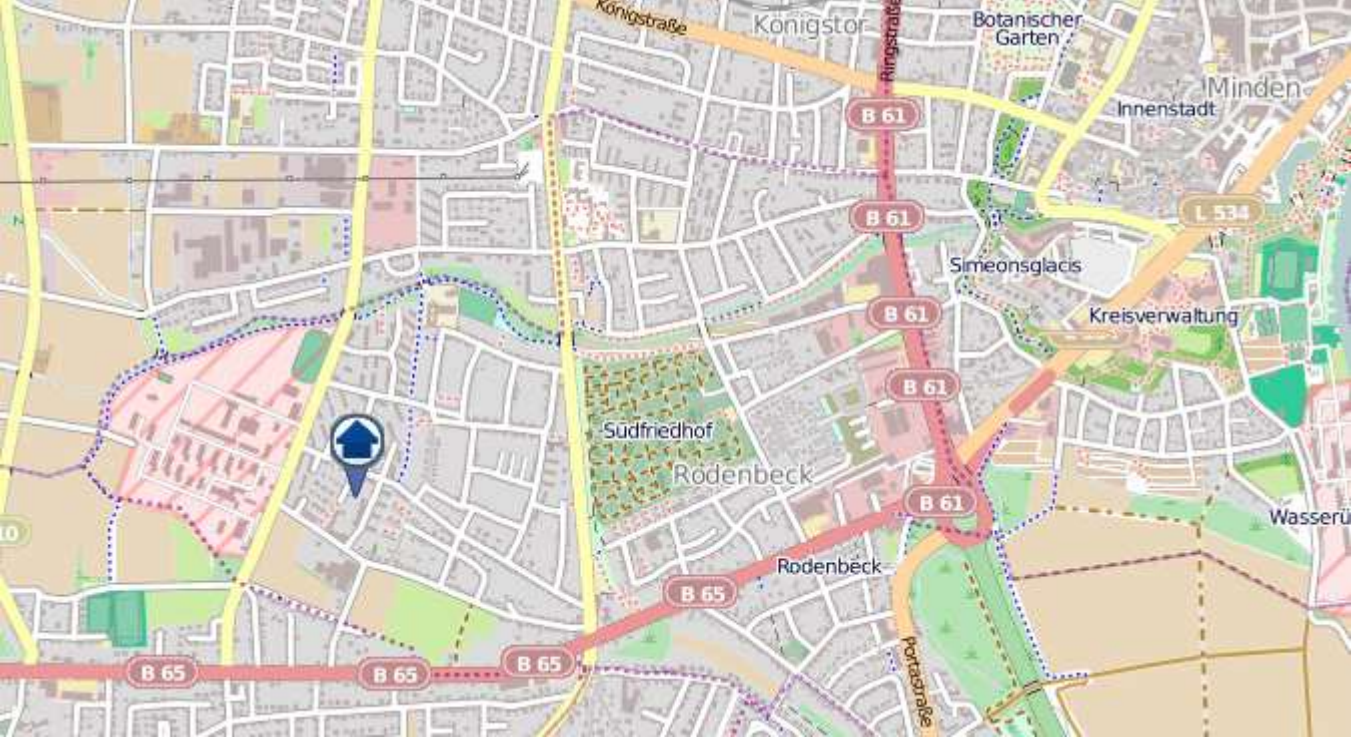 Königstraße
Königstor
Ringstraße
Botanischer
Garten
Minden
Innenstadt
B 61
B 61
L 534
Simeonsglacis
B 61
Kreisverwaltung
B 61
Südfriedhof
Rodenbeck
B 61
Wasserü
10
Rodenbeck
B 65
B 65
B 65
B 65
Portastraße